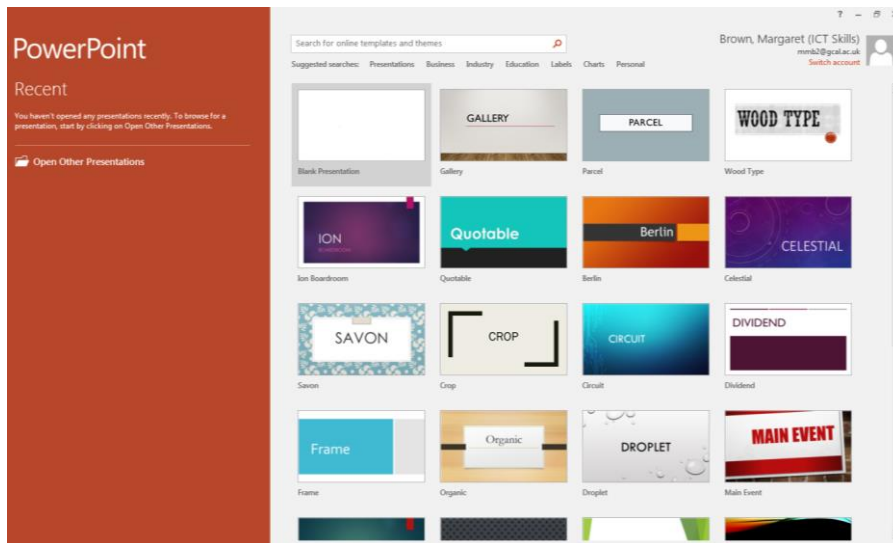 ? –
PowerPoint
Search for online templates and themes
Brown, Margaret (ICT Skills)
mmb2@gcal.ac.uk
Switch account
Suggested searches: Presentations Business Industry Education Labels Charts Personal
Recent
You haven't opened any presentations recently. To browse for a
presentation, start by clicking on Open Other Presentations.
Open Other Presentations
GALLERY
PARCEL
WOOD TYPE
Blank Presentation Gallery Parcel Wood Type
ION
BOARDROOM
Quotable
Berlin
CELESTIAL
Ion Boardroom Quotable Berlin Celestial
SAVON
CROP
CIRCUIT
DIVIDEND
Savon Crop Circuit Dividend
Frame
Organic
DROPLET
MAIN EVENT
Frame Organic Droplet Main Event